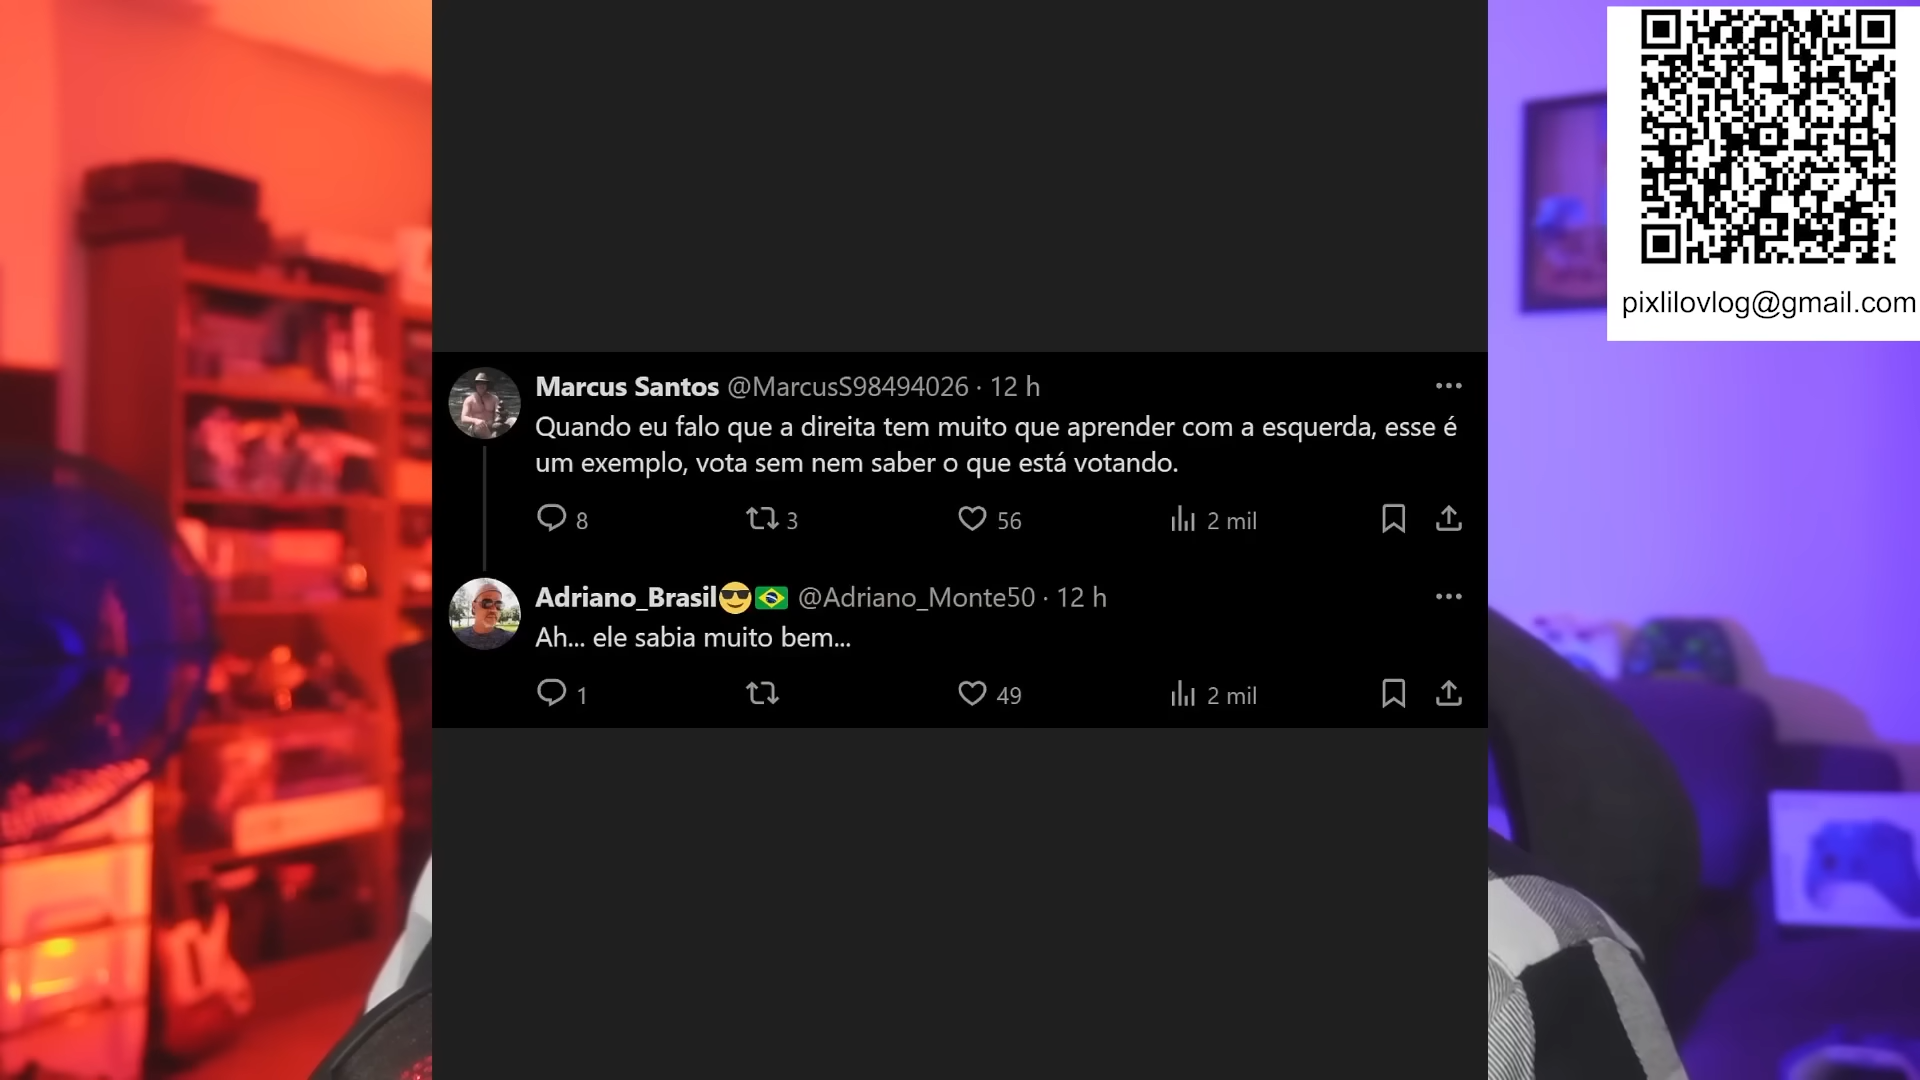 pixlilovlog@gmail.com
Marcus Santos @MarcusS98494026 · 12 h
Quando eu falo que a direita tem muito que aprender com a esquerda, esse é
um exemplo, vota sem nem saber o que está votando.
8 3 56 2 mil
Adriano_Brasil😎🇧🇷 @Adriano_Monte50 · 12 h
Ah... ele sabia muito bem...
1 49 2 mil